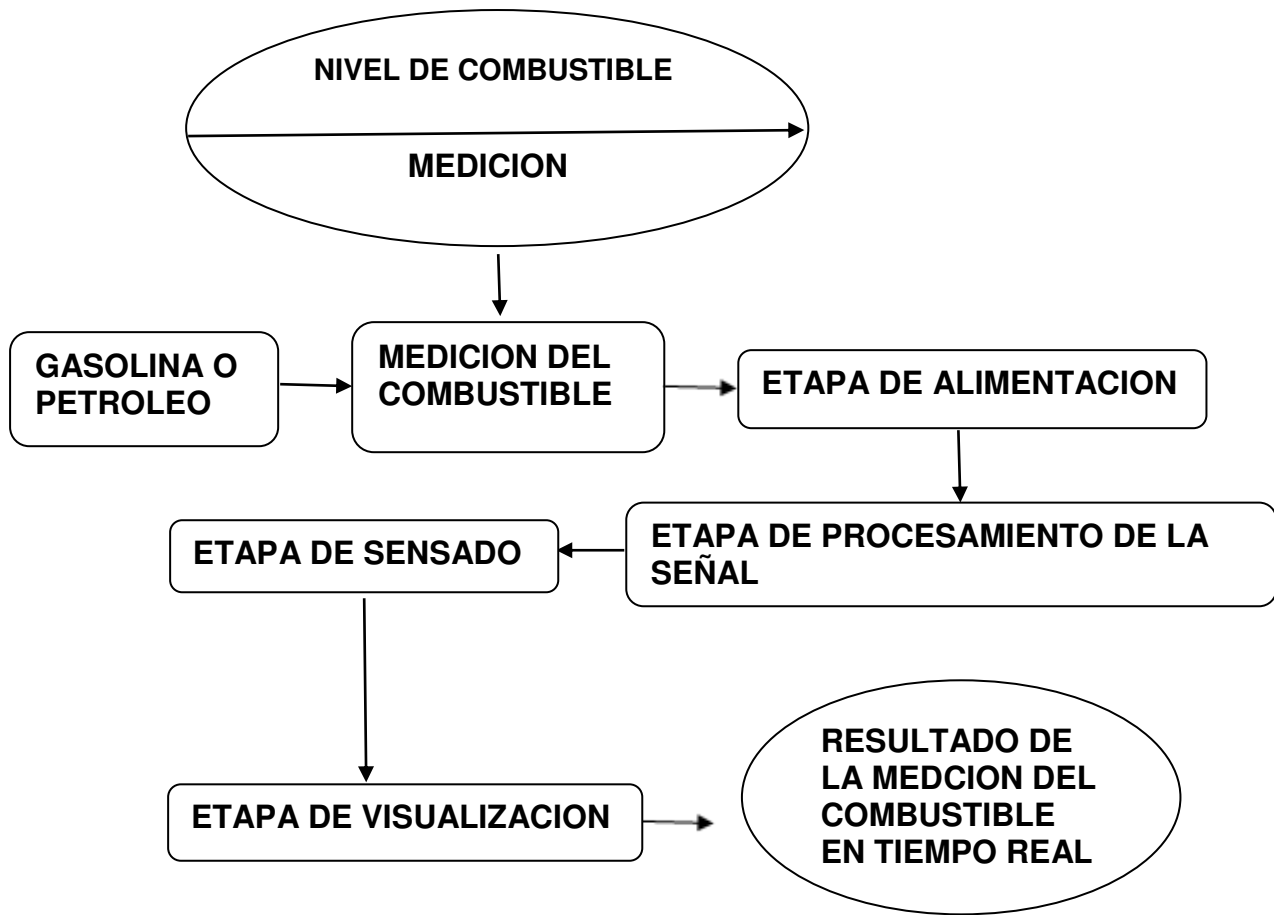 NIVEL DE COMBUSTIBLE
MEDICION
GASOLINA O
PETROLEO
MEDICION DEL
COMBUSTIBLE
ETAPA DE ALIMENTACION
ETAPA DE PROCESAMIENTO DE LA
SEÑAL
ETAPA DE SENSADO
ETAPA DE VISUALIZACION
RESULTADO DE
LA MEDCION DEL
COMBUSTIBLE
EN TIEMPO REAL